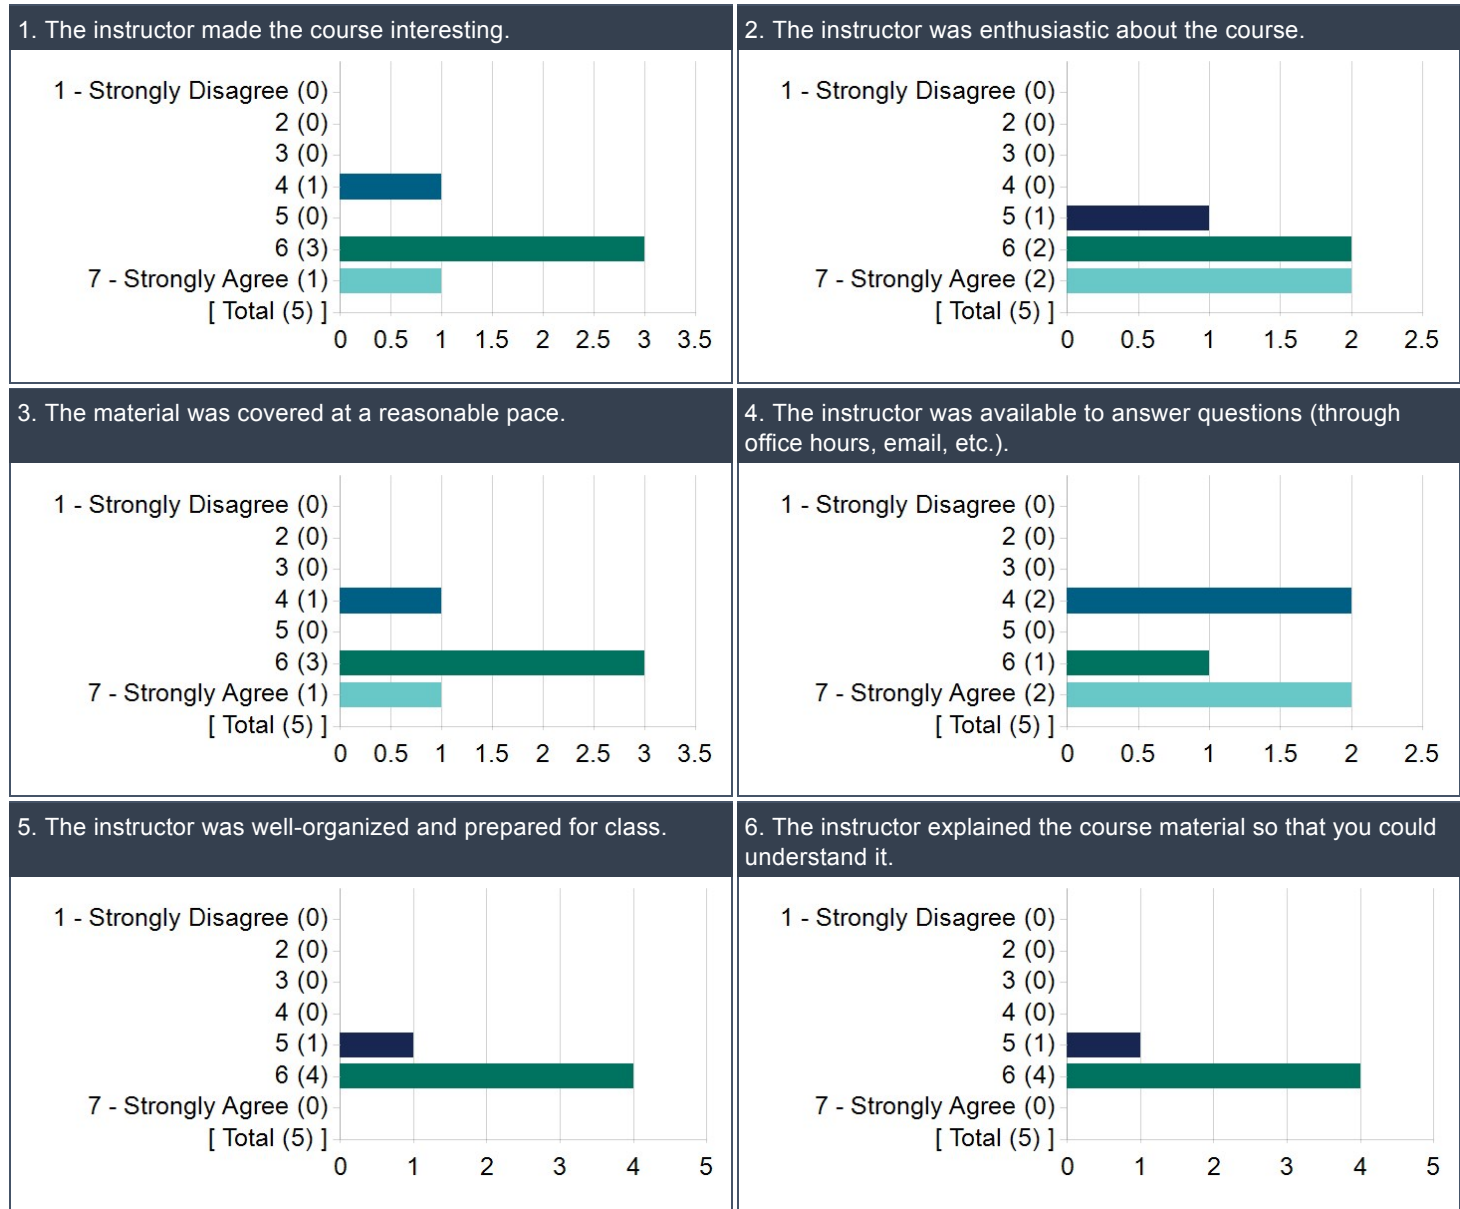 1. The instructor made the course interesting.
1 - Strongly Disagree (0)
2 (0)
3 (0)
4 (1)
5 (0)
6 (3)
7 - Strongly Agree (1)
[ Total (5) ]
0 0.5 1 1.5 2 2.5 3 3.5
2. The instructor was enthusiastic about the course.
1 - Strongly Disagree (0)
2 (0)
3 (0)
4 (0)
5 (1)
6 (2)
7 - Strongly Agree (2)
[ Total (5) ]
0 0.5 1 1.5 2 2.5
3. The material was covered at a reasonable pace.
1 - Strongly Disagree (0)
2 (0)
3 (0)
4 (1)
5 (0)
6 (3)
7 - Strongly Agree (1)
[ Total (5) ]
0 0.5 1 1.5 2 2.5 3 3.5
4. The instructor was available to answer questions (through
office hours, email, etc.).
1 - Strongly Disagree (0)
2 (0)
3 (0)
4 (2)
5 (0)
6 (1)
7 - Strongly Agree (2)
[ Total (5) ]
0 0.5 1 1.5 2 2.5
5. The instructor was well-organized and prepared for class.
1 - Strongly Disagree (0)
2 (0)
3 (0)
4 (0)
5 (1)
6 (4)
7 - Strongly Agree (0)
[ Total (5) ]
0 1 2 3 4 5
6. The instructor explained the course material so that you could
understand it.
1 - Strongly Disagree (0)
2 (0)
3 (0)
4 (0)
5 (1)
6 (4)
7 - Strongly Agree (0)
[ Total (5) ]
0 1 2 3 4 5